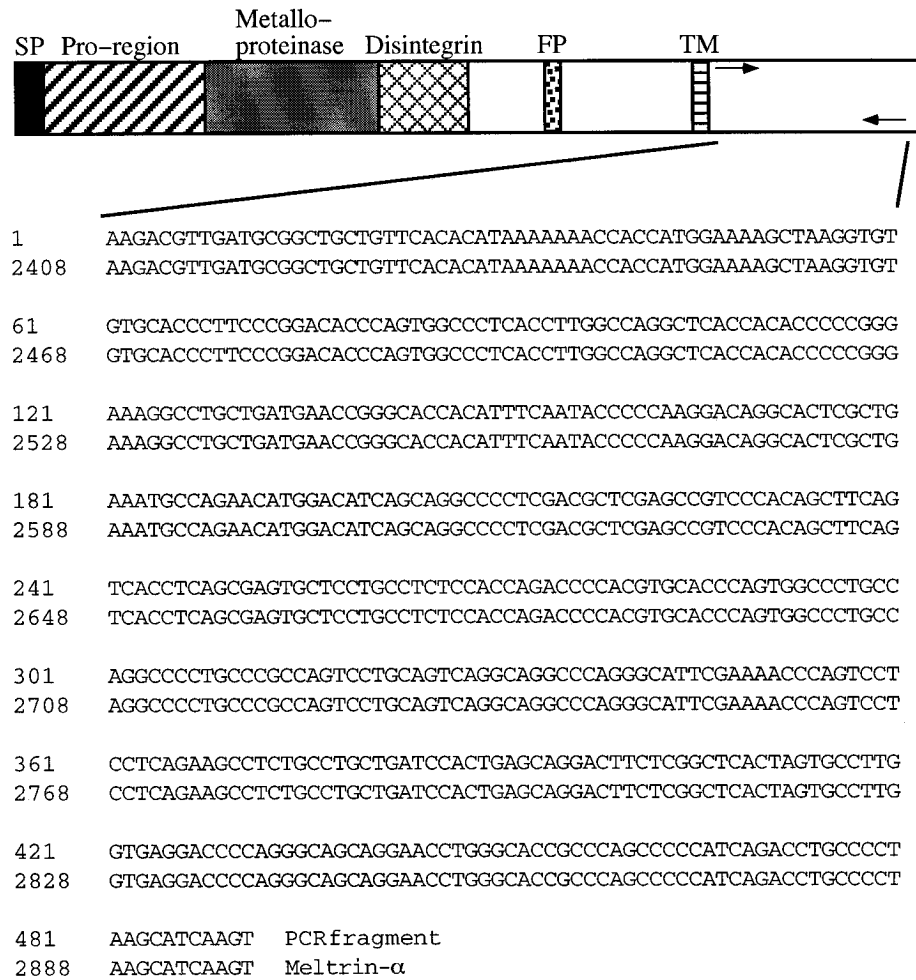 Metallo–
SP Pro–region proteinase Disintegrin FP TM
1 AAGACGTTGATGCGGCTGCTGTTCACACATAAAAAAACCACCATGGAAAAGCTAAGGTGT
2408 AAGACGTTGATGCGGCTGCTGTTCACACATAAAAAAACCACCATGGAAAAGCTAAGGTGT
61 GTGCACCCTTCCCGGACACCCAGTGGCCCTCACCTTGGCCAGGCTCACCACACCCCCGGG
2468 GTGCACCCTTCCCGGACACCCAGTGGCCCTCACCTTGGCCAGGCTCACCACACCCCCGGG
121 AAAGGCCTGCTGATGAACCGGGCACCACATTTCAATACCCCCAAGGACAGGCACTCGCTG
2528 AAAGGCCTGCTGATGAACCGGGCACCACATTTCAATACCCCCAAGGACAGGCACTCGCTG
181 AAATGCCAGAACATGGACATCAGCAGGCCCCTCGACGCTCGAGCCGTCCCACAGCTTCAG
2588 AAATGCCAGAACATGGACATCAGCAGGCCCCTCGACGCTCGAGCCGTCCCACAGCTTCAG
241 TCACCTCAGCGAGTGCTCCTGCCTCTCCACCAGACCCCACGTGCACCCAGTGGCCCTGCC
2648 TCACCTCAGCGAGTGCTCCTGCCTCTCCACCAGACCCCACGTGCACCCAGTGGCCCTGCC
301 AGGCCCCTGCCCGCCAGTCCTGCAGTCAGGCAGGCCCAGGGCATTCGAAAACCCAGTCCT
2708 AGGCCCCTGCCCGCCAGTCCTGCAGTCAGGCAGGCCCAGGGCATTCGAAAACCCAGTCCT
361 CCTCAGAAGCCTCTGCCTGCTGATCCACTGAGCAGGACTTCTCGGCTCACTAGTGCCTTG
2768 CCTCAGAAGCCTCTGCCTGCTGATCCACTGAGCAGGACTTCTCGGCTCACTAGTGCCTTG
421 GTGAGGACCCCAGGGCAGCAGGAACCTGGGCACCGCCCAGCCCCCATCAGACCTGCCCCT
2828 GTGAGGACCCCAGGGCAGCAGGAACCTGGGCACCGCCCAGCCCCCATCAGACCTGCCCCT
481 AAGCATCAAGT PCRfragment
2888 AAGCATCAAGT Meltrin-α